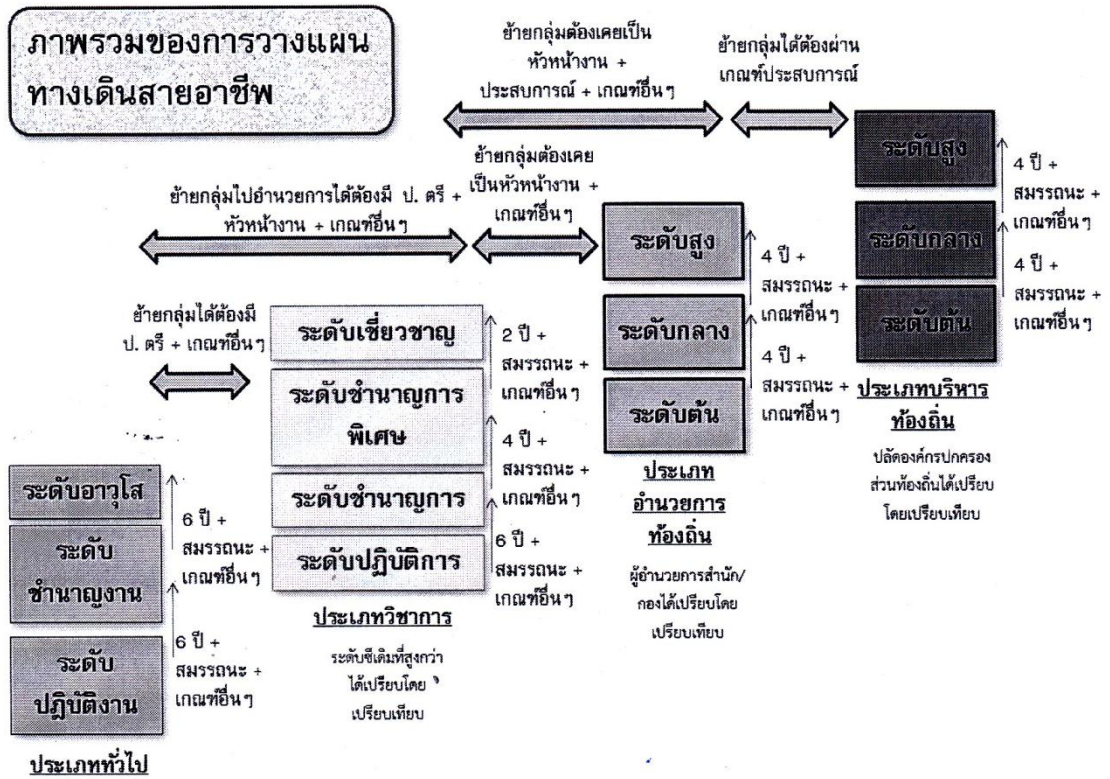 ภาพรวมของการวางแผน
ทางเดินสายอาชีพ
ย้ายกลุ่มต้องเคยเป็น
หัวหน้างาน +
ประสบการณ์ + เกณฑ์อื่นๆ
ย้ายกลุ่มได้ต้องผ่าน
เกณฑ์ประสบการณ์
ย้ายกลุ่มไปอำนวยการได้ต้องมี ป. ตรี +
หัวหน้างาน + เกณฑ์อื่นๆ
ย้ายกลุ่มต้องเคย
เป็นหัวหน้างาน +
เกณฑ์อื่นๆ
ย้ายกลุ่มได้ต้องมี
ป. ตรี + เกณฑ์อื่นๆ
ระดับอาวุโส
ระดับ
ชำนาญงาน
ระดับ
ปฏิบัติงาน
ประเภททั่วไป
6 ปี +
สมรรถนะ +
เกณฑ์อื่นๆ
6 ปี +
สมรรถนะ +
เกณฑ์อื่นๆ
ระดับเชี่ยวชาญ
ระดับชำนาญการ
พิเศษ
ระดับชำนาญการ
ระดับปฏิบัติการ
ประเภทวิชาการ
ระดับซีเดิมที่สูงกว่า
ได้เปรียบโดย
เปรียบเทียบ
2 ปี +
สมรรถนะ +
เกณฑ์อื่นๆ
4 ปี +
สมรรถนะ +
เกณฑ์อื่นๆ
6 ปี +
สมรรถนะ +
เกณฑ์อื่นๆ
ระดับสูง
ระดับกลาง
ระดับต้น
ประเภท
อำนวยการ
ท้องถิ่น
ผู้อำนวยการสำนัก/
กองได้เปรียบโดย
เปรียบเทียบ
4 ปี +
สมรรถนะ +
เกณฑ์อื่นๆ
4 ปี +
สมรรถนะ +
เกณฑ์อื่นๆ
ระดับสูง
ระดับกลาง
ระดับต้น
ประเภทบริหาร
ท้องถิ่น
ปลัดองค์กรปกครอง
ส่วนท้องถิ่นได้เปรียบ
โดยเปรียบเทียบ
4 ปี +
สมรรถนะ +
เกณฑ์อื่นๆ
4 ปี +
สมรรถนะ +
เกณฑ์อื่นๆ